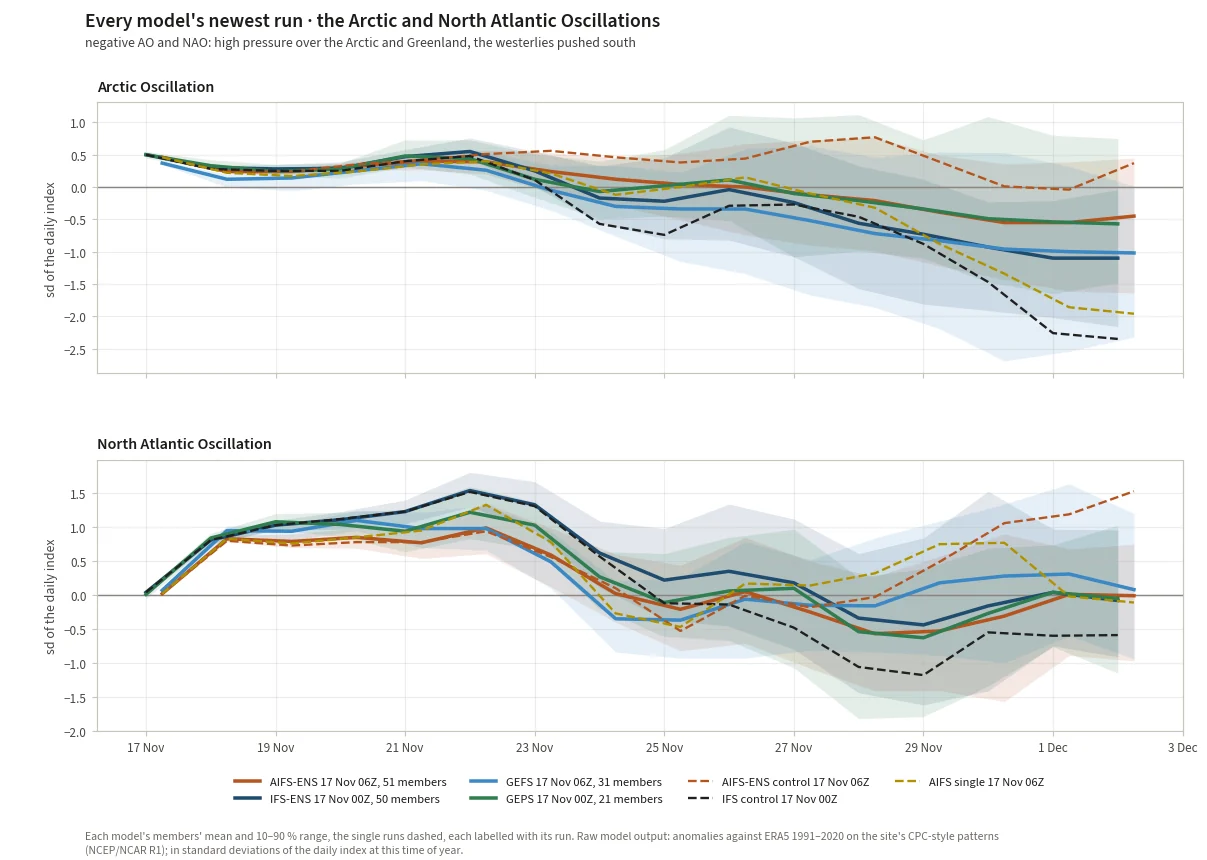 Every model's newest run · the Arctic and North Atlantic Oscillations
negative AO and NAO: high pressure over the Arctic and Greenland, the westerlies pushed south
Arctic Oscillation
1.0
0.5
0.0
−0.5
−1.0
−1.5
−2.0
−2.5
sd of the daily index
North Atlantic Oscillation
1.5
1.0
0.5
0.0
−0.5
−1.0
−1.5
−2.0
sd of the daily index
17 Nov 19 Nov 21 Nov 23 Nov 25 Nov 27 Nov 29 Nov 1 Dec 3 Dec
AIFS-ENS 17 Nov 06Z, 51 members GEFS 17 Nov 06Z, 31 members AIFS-ENS control 17 Nov 06Z AIFS single 17 Nov 06Z
IFS-ENS 17 Nov 00Z, 50 members GEPS 17 Nov 00Z, 21 members IFS control 17 Nov 00Z
Each model's members' mean and 10–90 % range, the single runs dashed, each labelled with its run. Raw model output: anomalies against ERA5 1991–2020 on the site's CPC-style patterns
(NCEP/NCAR R1); in standard deviations of the daily index at this time of year.